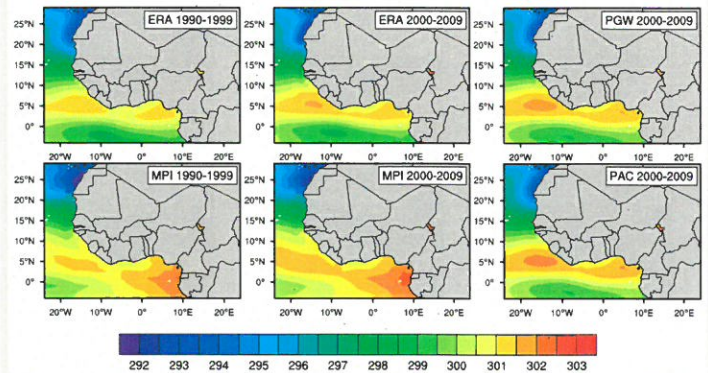 ERA 1990-1999 ERA 2000-2009 PGW 2000-2009
25°N 25°N 25°N
20°N 20°N 20°N
15°N 15°N 15°N
10°N 10°N 10°N
5°N 5°N 5°N
0° 0° 0°
20°W 10°W 0° 10°E 20°E 20°W 10°W 0° 10°E 20°E 20°W 10°W 0° 10°E 20°E
MPI 1990-1999 MPI 2000-2009 PAC 2000-2009
25°N 25°N 25°N
20°N 20°N 20°N
15°N 15°N 15°N
10°N 10°N 10°N
5°N 5°N 5°N
0° 0° 0°
20°W 10°W 0° 10°E 20°E 20°W 10°W 0° 10°E 20°E 20°W 10°W 0° 10°E 20°E
292 293 294 295 296 297 298 299 300 301 302 303